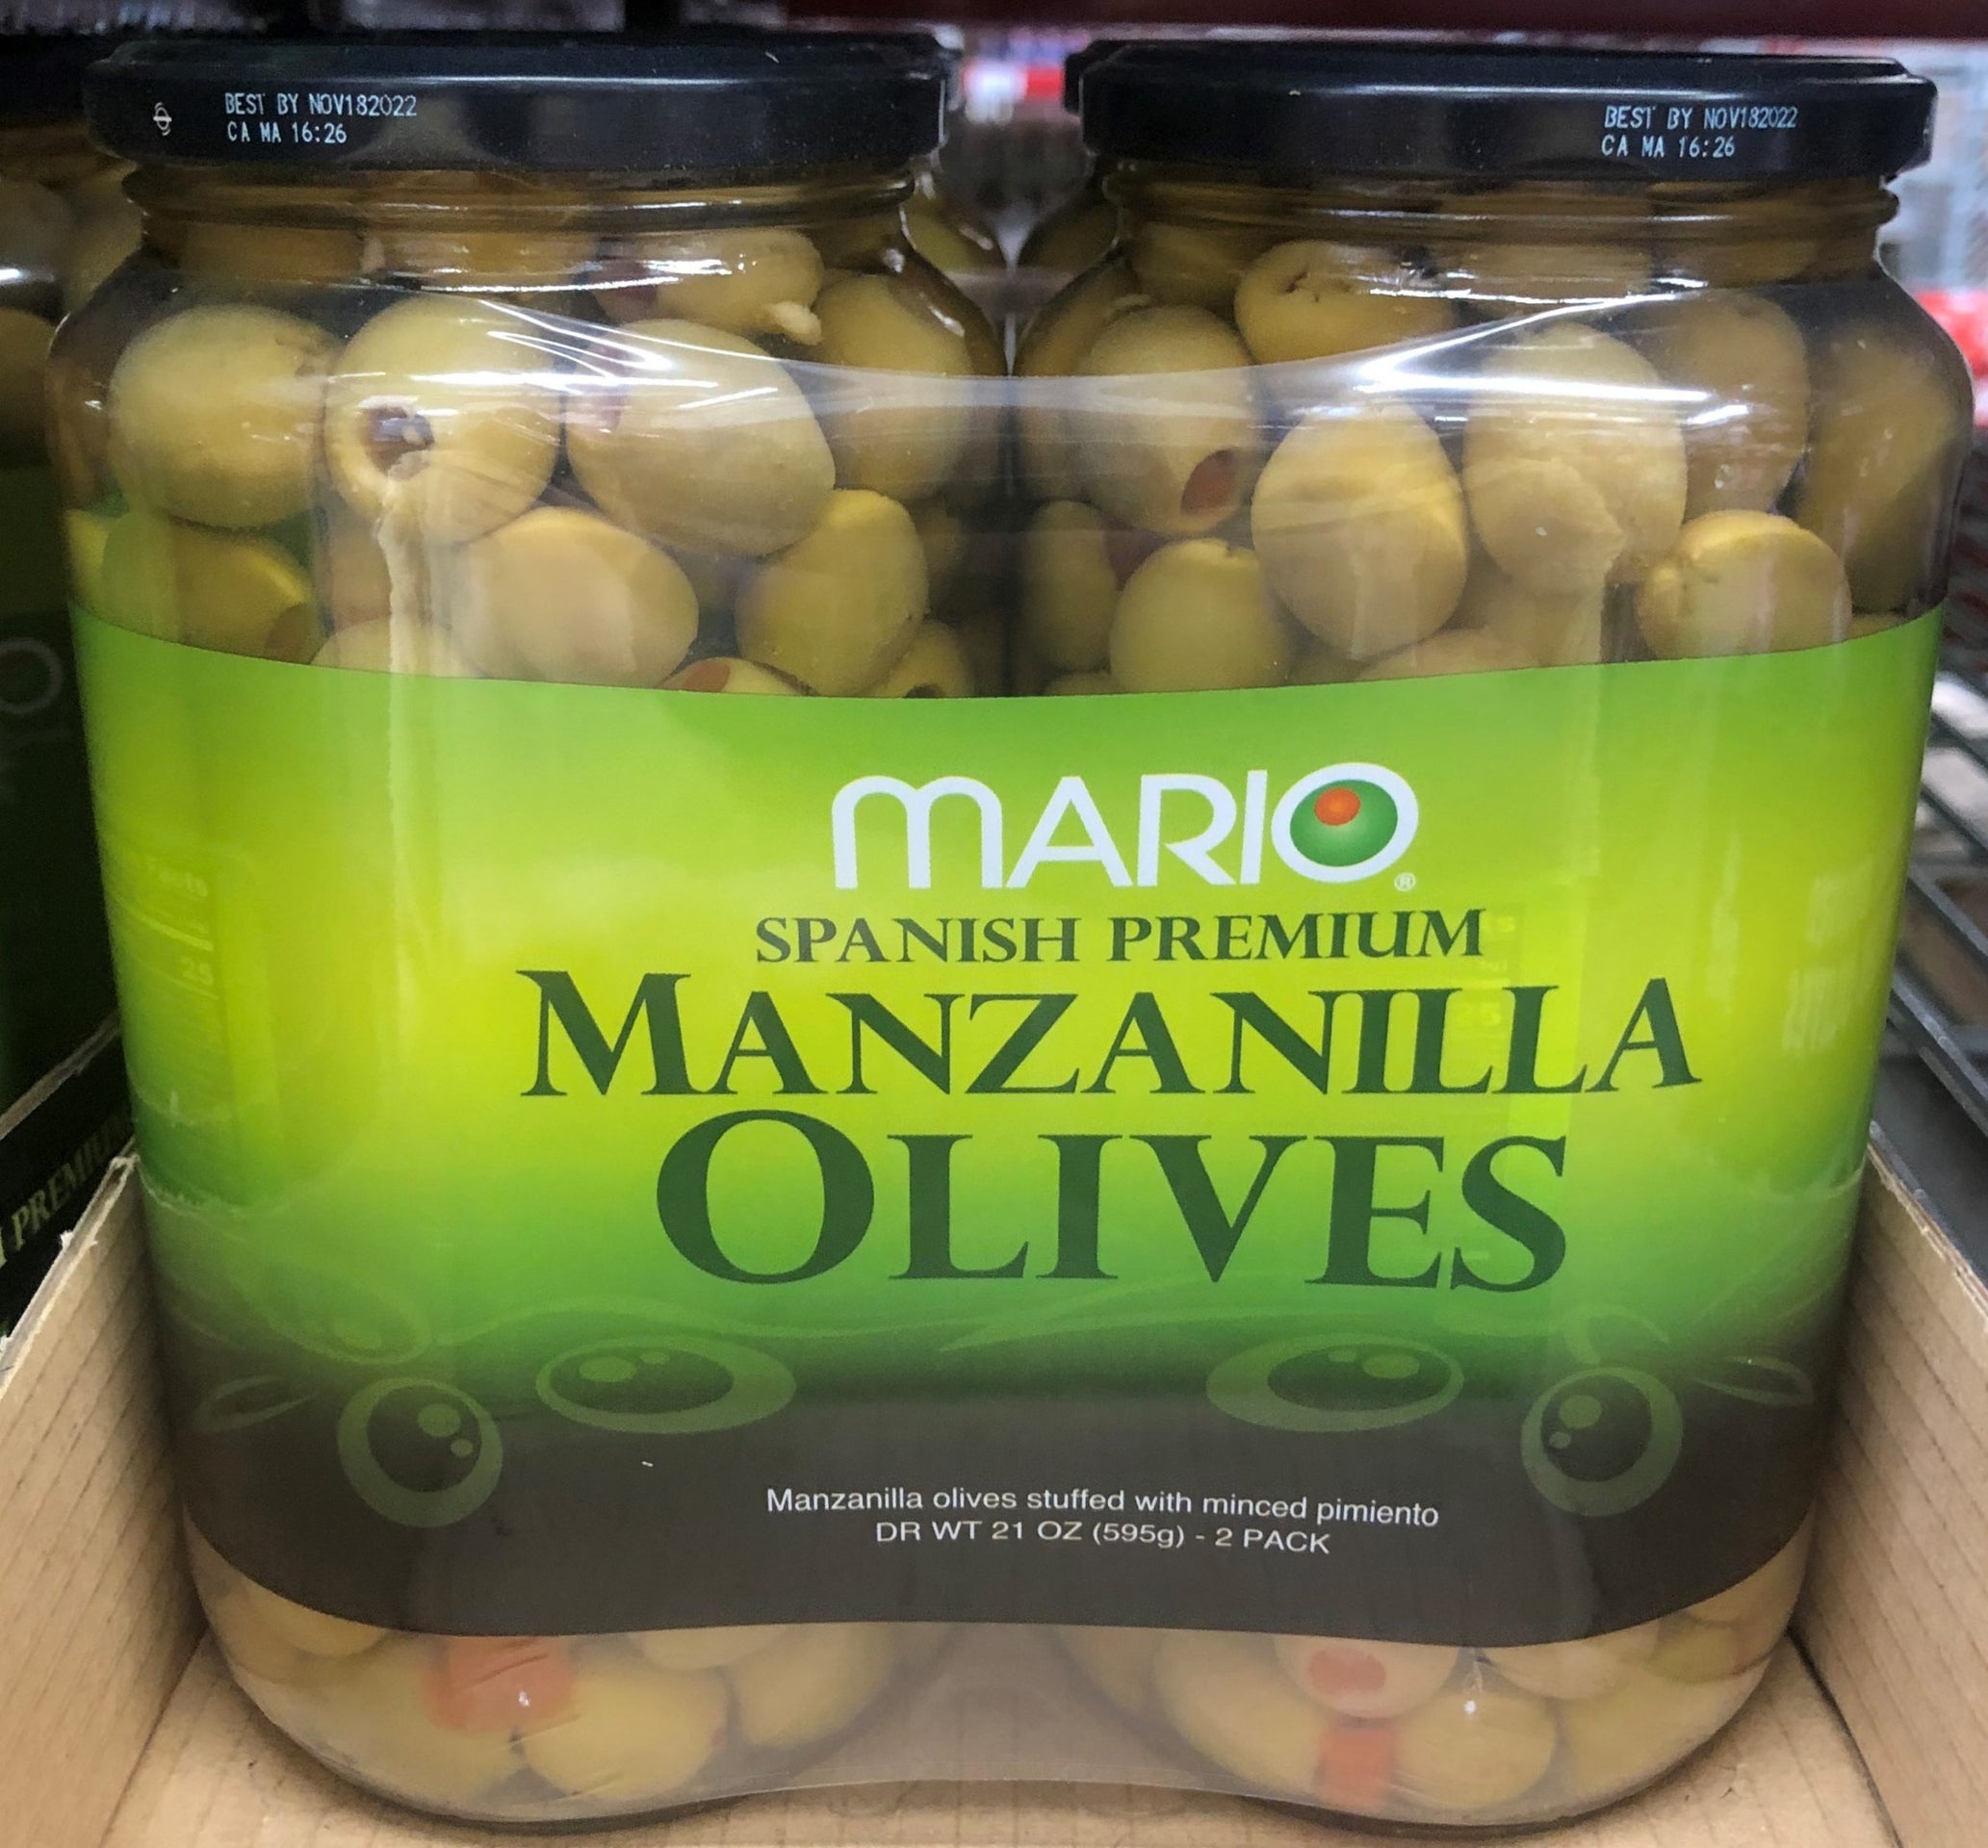 BEST BY NOV182022
CA MA 16:26
BEST BY NOV182022
CA MA 16:26
MARIO®
SPANISH PREMIUM
MANZANILLA
OLIVES
Manzanilla olives stuffed with minced pimiento
DR WT 21 OZ (595g) - 2 PACK
PREMIUM